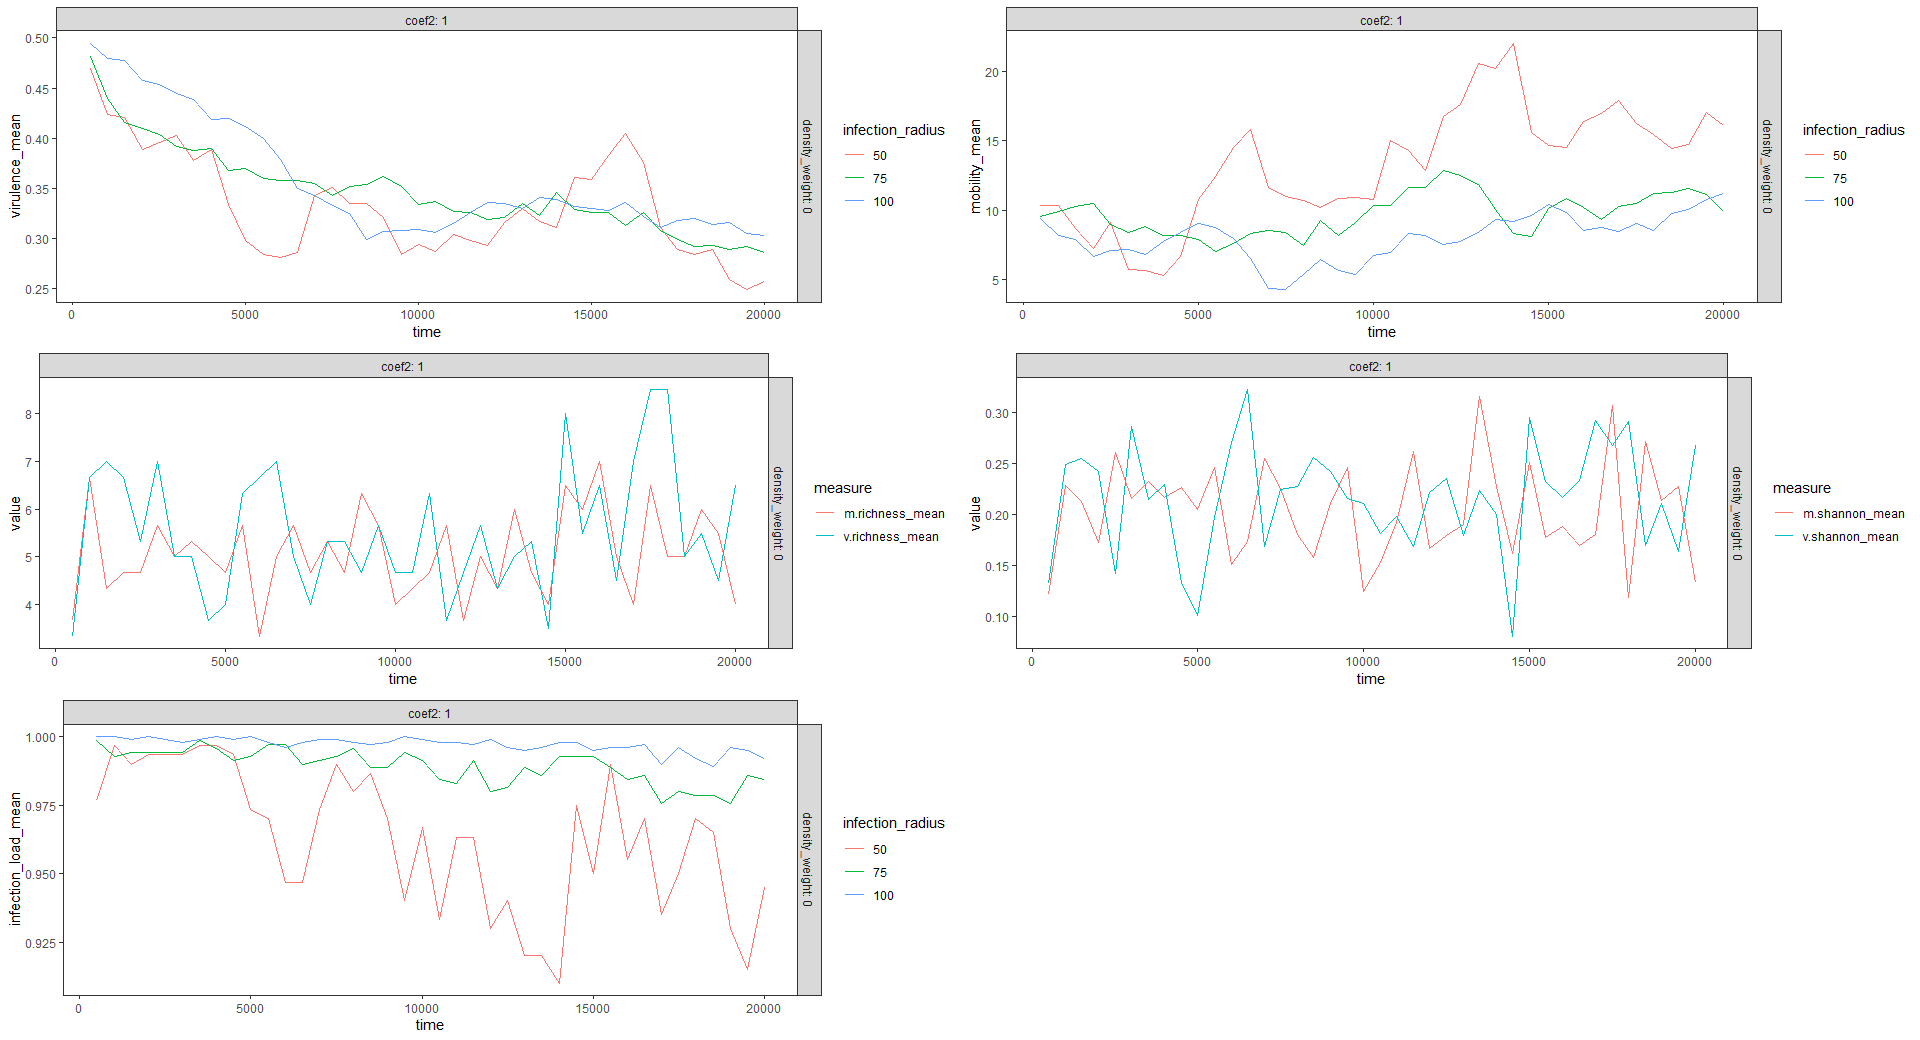 coef2: 1
virulence_mean
0.50
0.45
0.40
0.35
0.30
0.25
0
5000
10000
15000
20000
time
density_weight: 0
infection_radius
50
75
100
coef2: 1
mobility_mean
20
15
10
5
0
5000
10000
15000
20000
time
density_weight: 0
infection_radius
50
75
100
coef2: 1
value
8
7
6
5
4
0
5000
10000
15000
20000
time
density_weight: 0
measure
m.richness_mean
v.richness_mean
coef2: 1
value
0.30
0.25
0.20
0.15
0.10
0
5000
10000
15000
20000
time
density_weight: 0
measure
m.shannon_mean
v.shannon_mean
coef2: 1
infection_load_mean
1.000
0.975
0.950
0.925
0
5000
10000
15000
20000
time
density_weight: 0
infection_radius
50
75
100